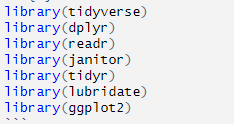 library(tidyverse)
library(dplyr)
library(readr)
library(janitor)
library(tidyr)
library(lubridate)
library(ggplot2)
```